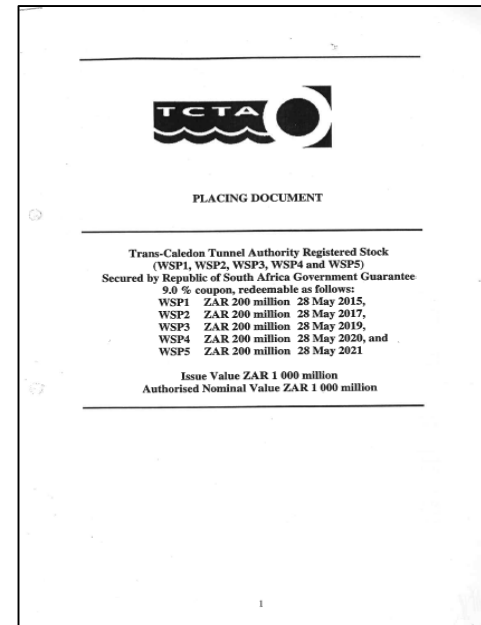 TCTA
PLACING DOCUMENT
Trans-Caledon Tunnel Authority Registered Stock
(WSP1, WSP2, WSP3, WSP4 and WSP5)
Secured by Republic of South Africa Government Guarantee
9.0 % coupon, redeemable as follows:
WSP1 ZAR 200 million 28 May 2015,
WSP2 ZAR 200 million 28 May 2017,
WSP3 ZAR 200 million 28 May 2019,
WSP4 ZAR 200 million 28 May 2020, and
WSP5 ZAR 200 million 28 May 2021
Issue Value ZAR 1 000 million
Authorised Nominal Value ZAR 1 000 million
1